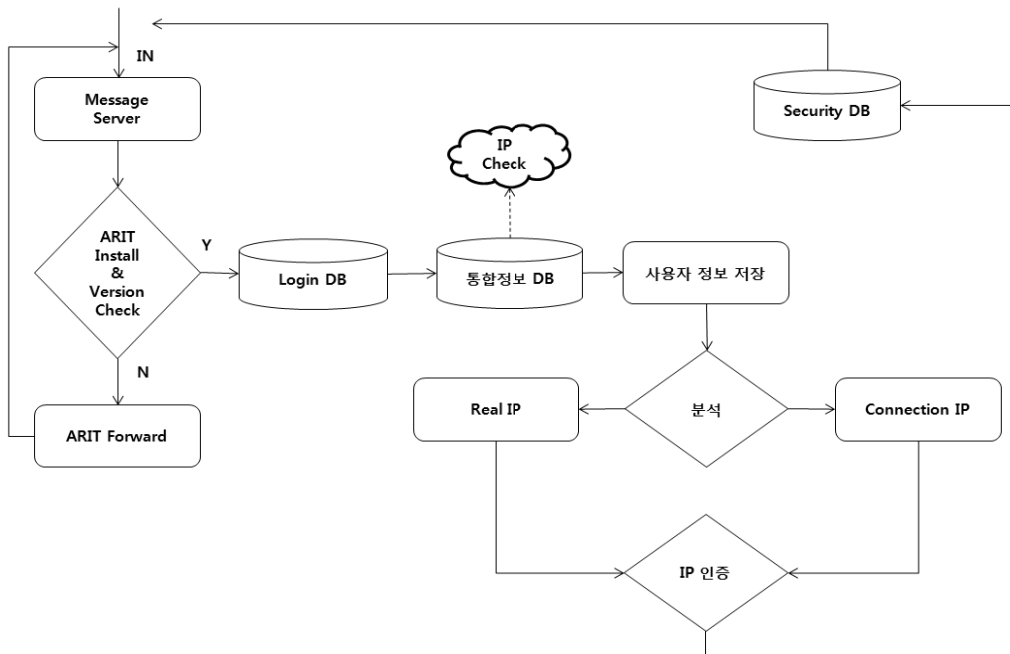 IN
Message
Server
Security DB
IP
Check
ARIT
Install
&
Version
Check
Y
Login DB
통합정보 DB
사용자 정보 저장
N
Real IP
분석
Connection IP
ARIT Forward
IP 인증